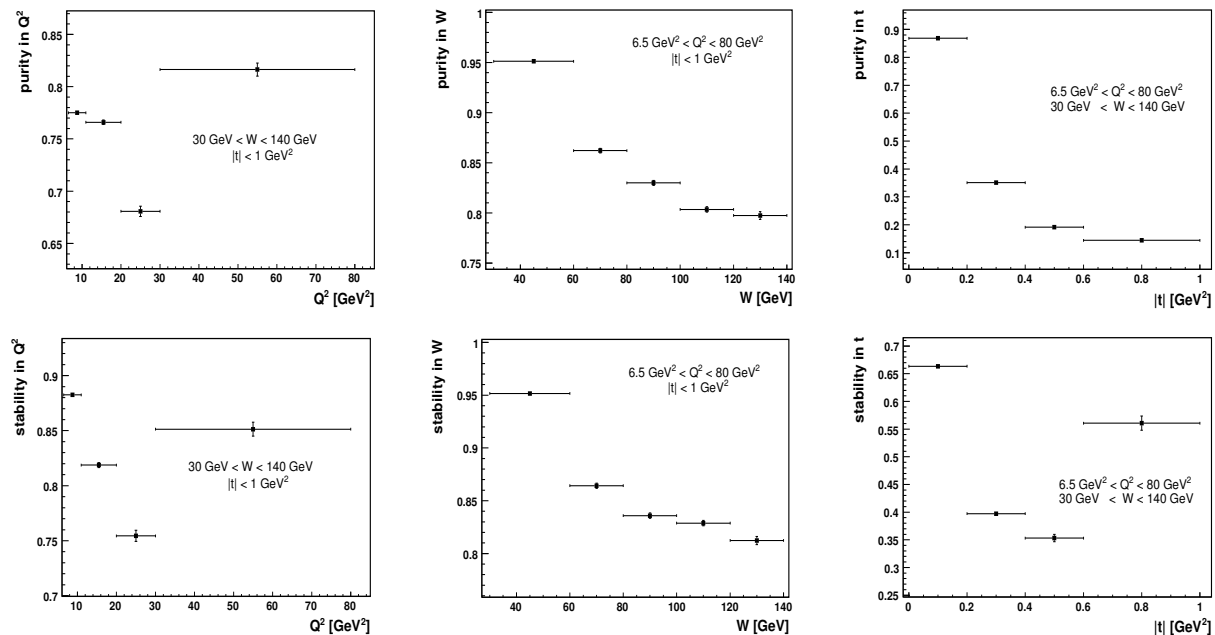 purity in Q²
0.85
0.8
0.75
0.7
0.65
30 GeV < W < 140 GeV
|t| < 1 GeV²
10 20 30 40 50 60 70 80
Q² [GeV²]
purity in W
1
0.95
0.9
0.85
0.8
0.75
6.5 GeV² < Q² < 80 GeV²
|t| < 1 GeV²
40 60 80 100 120 140
W [GeV]
purity in t
0.9
0.8
0.7
0.6
0.5
0.4
0.3
0.2
0.1
6.5 GeV² < Q² < 80 GeV²
30 GeV < W < 140 GeV
0 0.2 0.4 0.6 0.8 1
|t| [GeV²]
stability in Q²
0.9
0.85
0.8
0.75
0.7
30 GeV < W < 140 GeV
|t| < 1 GeV²
10 20 30 40 50 60 70 80
Q² [GeV²]
stability in W
1
0.95
0.9
0.85
0.8
6.5 GeV² < Q² < 80 GeV²
|t| < 1 GeV²
40 60 80 100 120 140
W [GeV]
stability in t
0.7
0.65
0.6
0.55
0.5
0.45
0.4
0.35
0.3
0.25
6.5 GeV² < Q² < 80 GeV²
30 GeV < W < 140 GeV
0 0.2 0.4 0.6 0.8 1
|t| [GeV²]